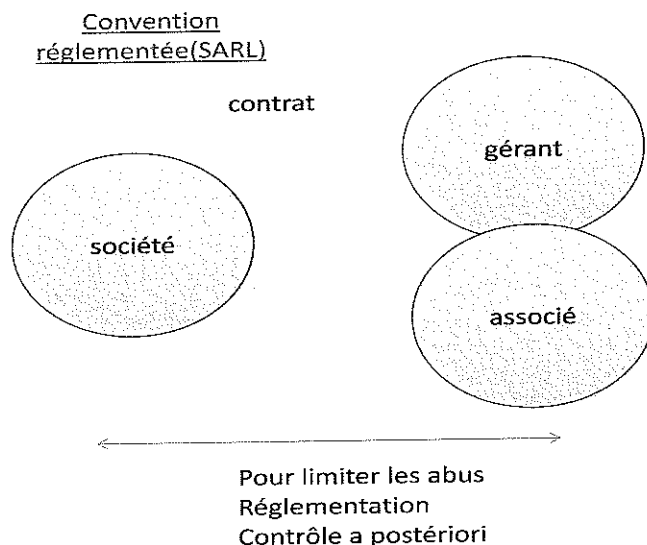 Convention
réglementée(SARL)
contrat
gérant
société
associé
Pour limiter les abus
Réglementation
Contrôle a postériori